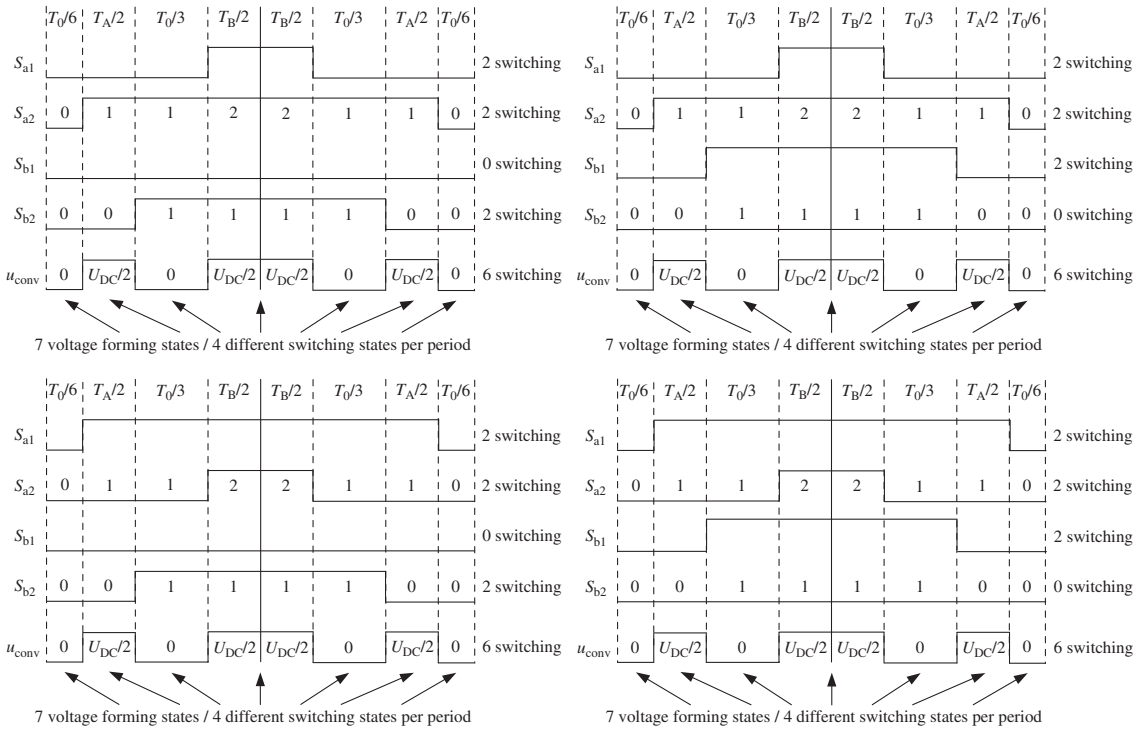 T0/6 TA/2 T0/3 TB/2 TB/2 T0/3 TA/2 T0/6
Sa1 2 switching
Sa2 0 1 1 2 2 1 1 0 2 switching
Sb1 0 switching
Sb2 0 0 1 1 1 1 0 0 2 switching
uconv 0 UDC/2 0 UDC/2 UDC/2 0 UDC/2 0 6 switching
7 voltage forming states / 4 different switching states per period
T0/6 TA/2 T0/3 TB/2 TB/2 T0/3 TA/2 T0/6
Sa1 2 switching
Sa2 0 1 1 2 2 1 1 0 2 switching
Sb1 2 switching
Sb2 0 0 1 1 1 1 0 0 0 switching
uconv 0 UDC/2 0 UDC/2 UDC/2 0 UDC/2 0 6 switching
7 voltage forming states / 4 different switching states per period
T0/6 TA/2 T0/3 TB/2 TB/2 T0/3 TA/2 T0/6
Sa1 2 switching
Sa2 0 1 1 2 2 1 1 0 2 switching
Sb1 0 switching
Sb2 0 0 1 1 1 1 0 0 2 switching
uconv 0 UDC/2 0 UDC/2 UDC/2 0 UDC/2 0 6 switching
7 voltage forming states / 4 different switching states per period
T0/6 TA/2 T0/3 TB/2 TB/2 T0/3 TA/2 T0/6
Sa1 2 switching
Sa2 0 1 1 2 2 1 1 0 2 switching
Sb1 2 switching
Sb2 0 0 1 1 1 1 0 0 0 switching
uconv 0 UDC/2 0 UDC/2 UDC/2 0 UDC/2 0 6 switching
7 voltage forming states / 4 different switching states per period